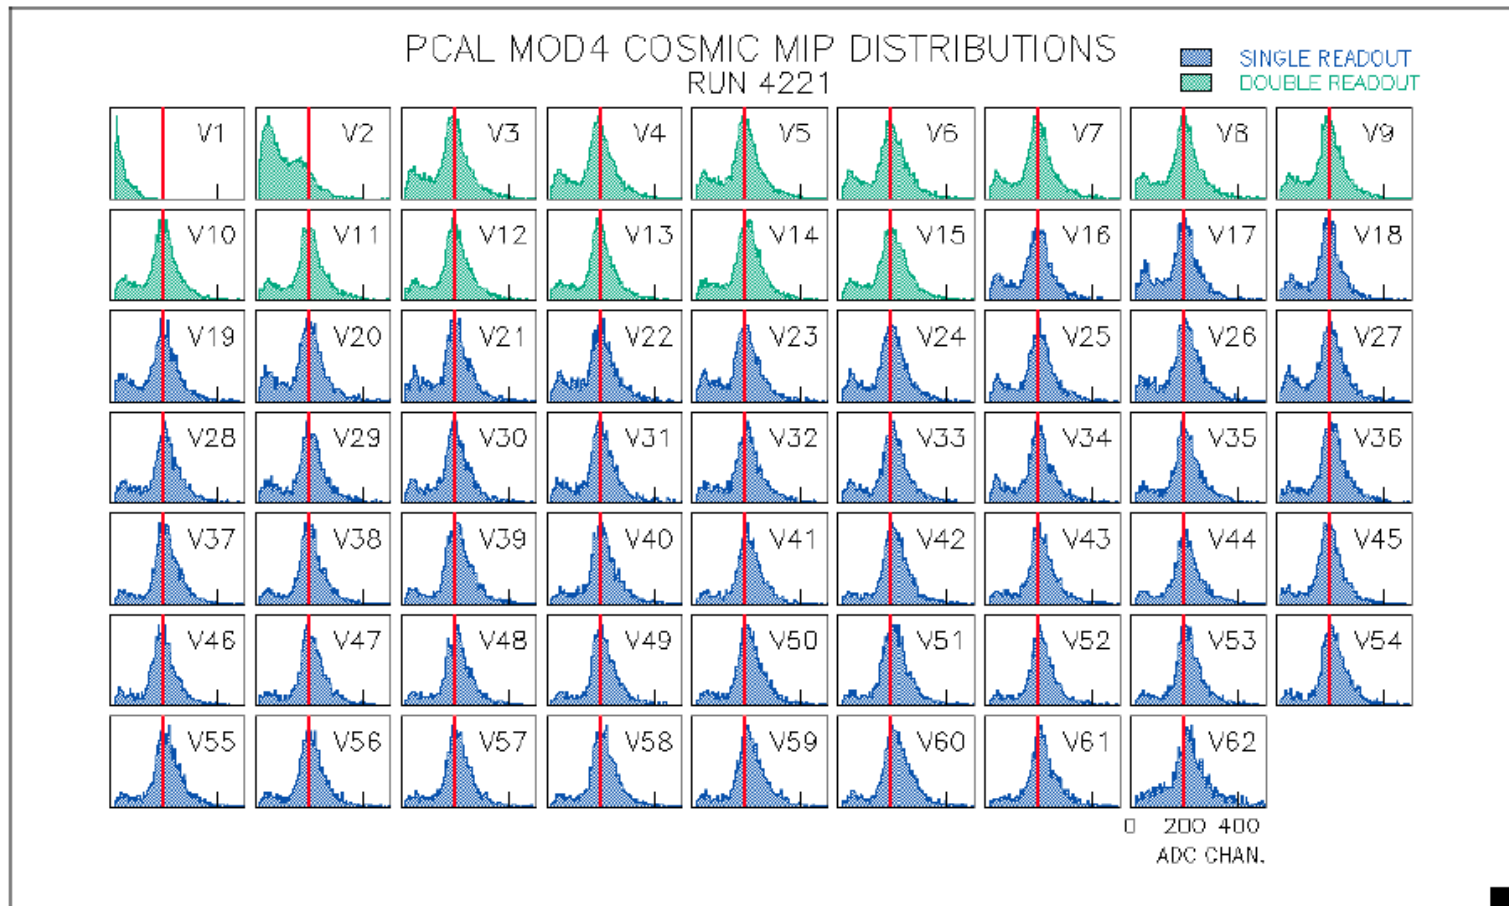 PCAL MOD4 COSMIC MIP DISTRIBUTIONS
RUN 4221
SINGLE READOUT
DOUBLE READOUT
V1 V2 V3 V4 V5 V6 V7 V8 V9
V10 V11 V12 V13 V14 V15 V16 V17 V18
V19 V20 V21 V22 V23 V24 V25 V26 V27
V28 V29 V30 V31 V32 V33 V34 V35 V36
V37 V38 V39 V40 V41 V42 V43 V44 V45
V46 V47 V48 V49 V50 V51 V52 V53 V54
V55 V56 V57 V58 V59 V60 V61 V62
0 200 400
ADC CHAN.